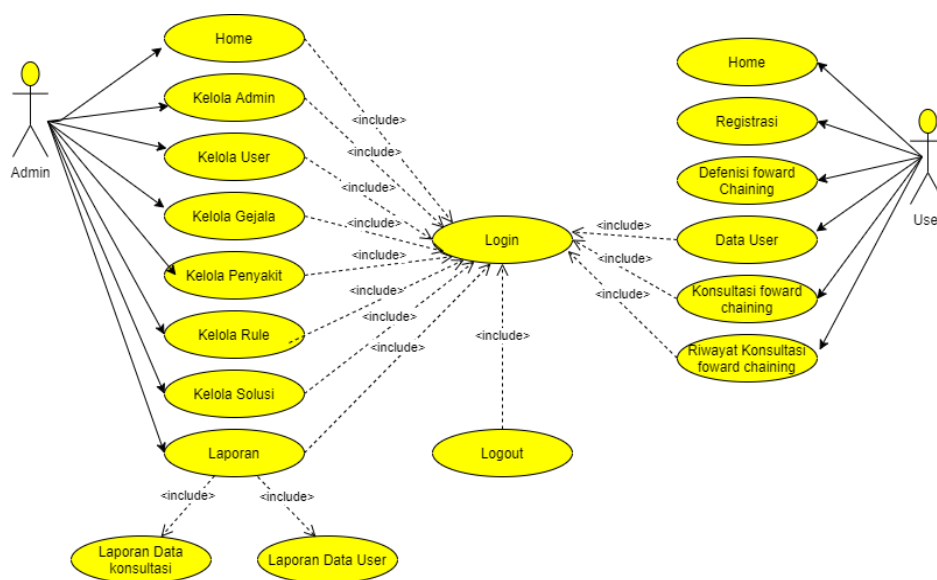 Home
Kelola Admin
Kelola User
Kelola Gejala
Kelola Penyakit
Kelola Rule
Kelola Solusi
Laporan
Laporan Data
konsultasi
Laporan Data User
Admin
<include>
<include>
<include>
<include>
<include>
<include>
<include>
<include>
<include>
<include>
Login
<include>
Logout
<include>
<include>
<include>
Home
Registrasi
Defenisi foward
Chaining
Data User
Konsultasi foward
chaining
Riwayat Konsultasi
foward chaining
Use